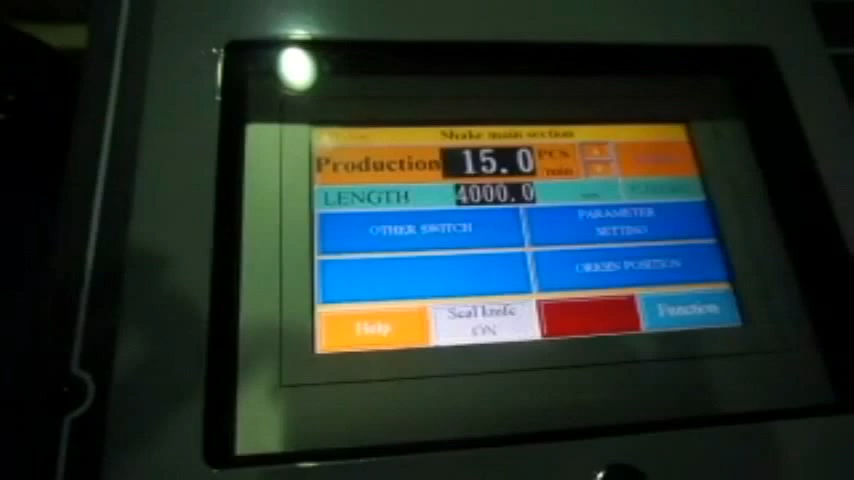 Shake main section
Production 15.0 PCS
min
LENGTH 4000.0
OTHER SWITCH
PARAMETER
SETTING
ORIGIN POSITION
Help
Seal knife
ON
Function